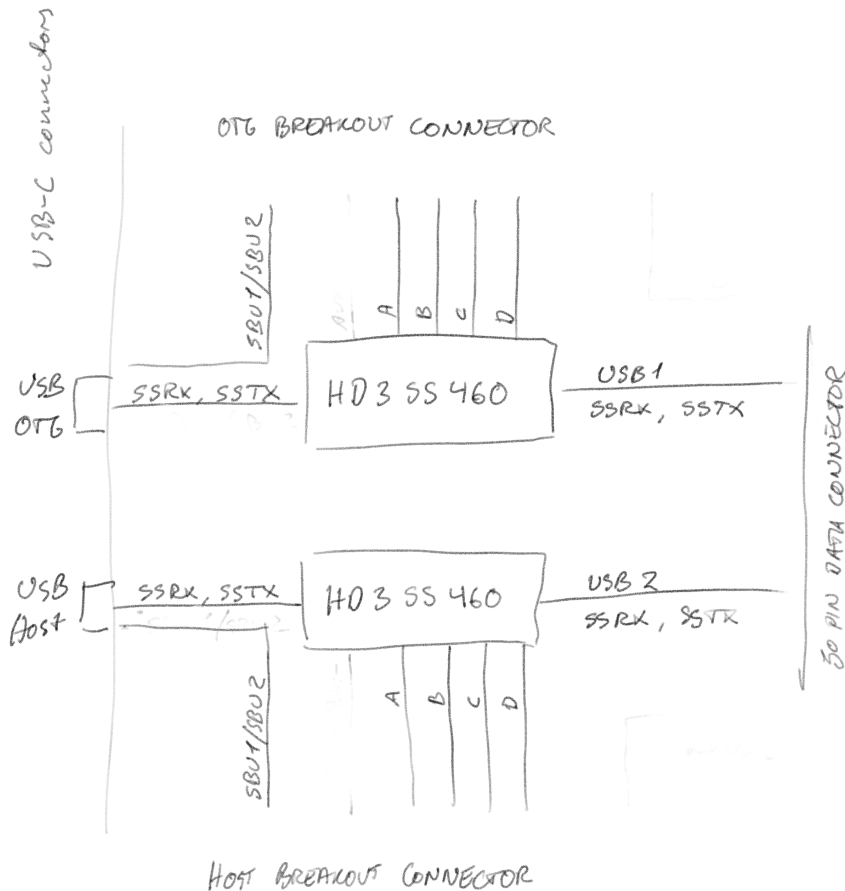 USB-C connectors
OTG BREAKOUT CONNECTOR
SBU1/SBU2
A
B
C
D
USB
OTG
SSRX, SSTX
HD3SS460
USB1
SSRX, SSTX
50 PIN DATA CONNECTOR
USB
HOST
SSRX, SSTX
HD3SS460
USB2
SSRX, SSTX
SBU1/SBU2
A
B
C
D
HOST BREAKOUT CONNECTOR